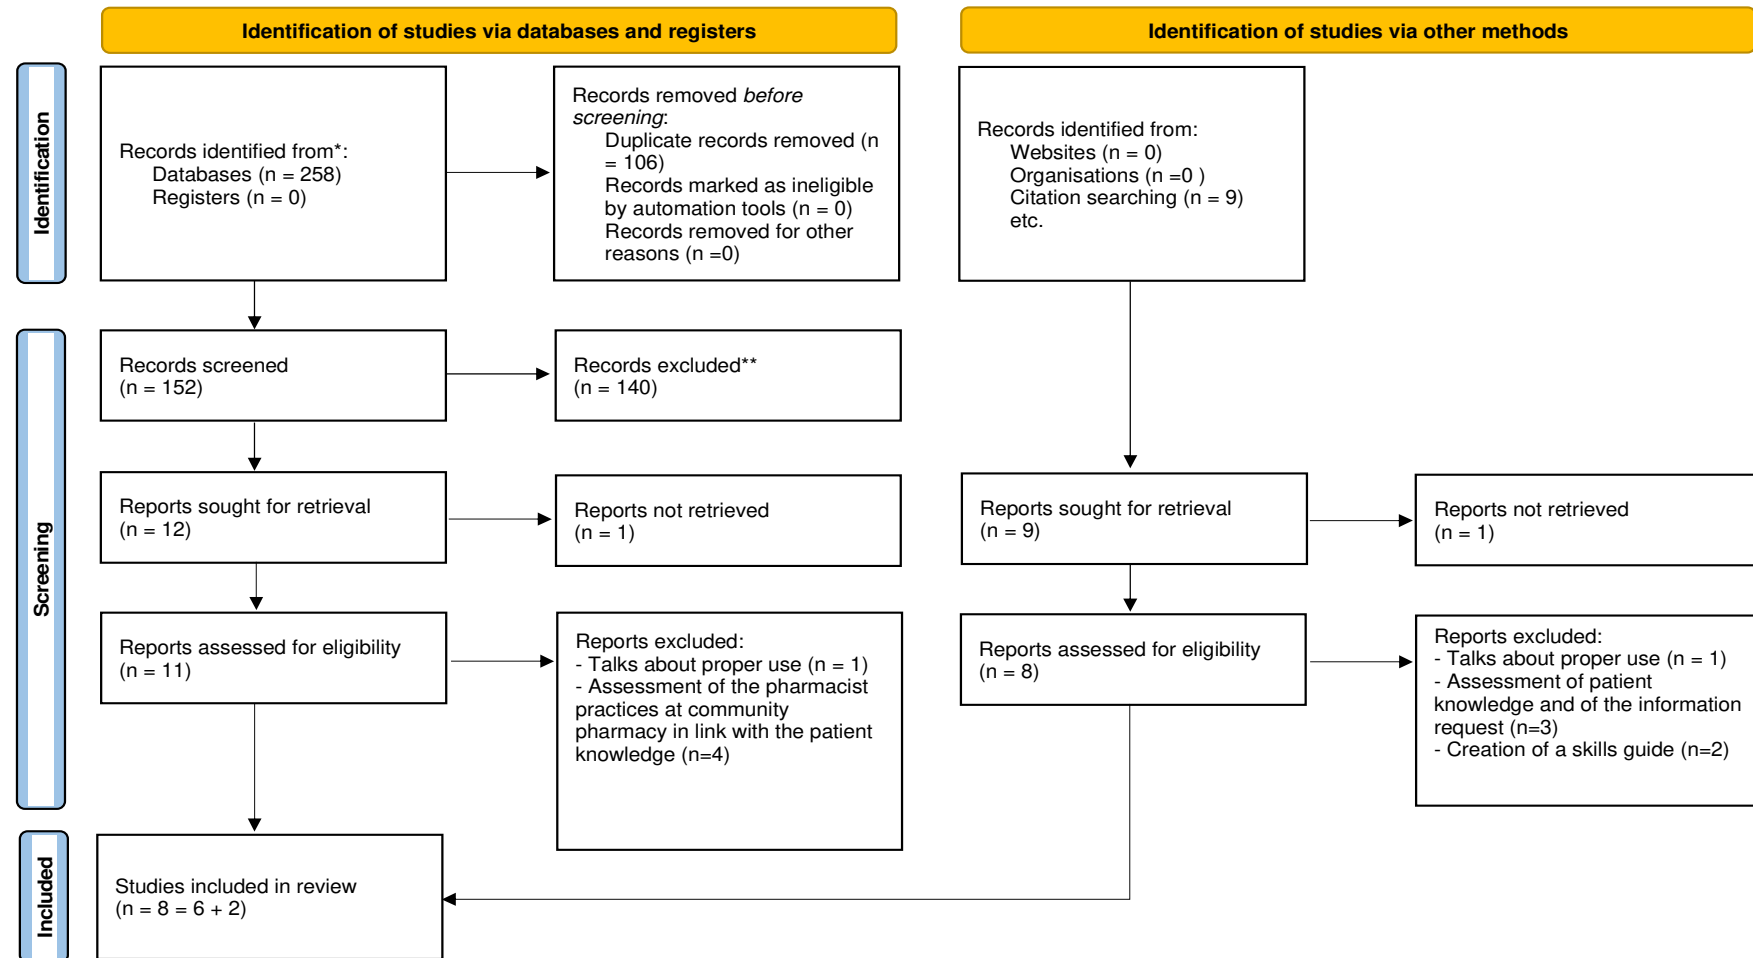 Identification of studies via databases and registers
Identification of studies via other methods
Identification
Records identified from*:
Databases (n = 258)
Registers (n = 0)
Records removed before
screening:
Duplicate records removed (n
= 106)
Records marked as ineligible
by automation tools (n = 0)
Records removed for other
reasons (n =0)
Records identified from:
Websites (n = 0)
Organisations (n =0 )
Citation searching (n = 9)
etc.
Screening
Records screened
(n = 152)
Records excluded**
(n = 140)
Reports sought for retrieval
(n = 12)
Reports not retrieved
(n = 1)
Reports sought for retrieval
(n = 9)
Reports not retrieved
(n = 1)
Reports assessed for eligibility
(n = 11)
Reports excluded:
- Talks about proper use (n = 1)
- Assessment of the pharmacist
practices at community
pharmacy in link with the patient
knowledge (n=4)
Reports assessed for eligibility
(n = 8)
Reports excluded:
- Talks about proper use (n = 1)
- Assessment of patient
knowledge and of the information
request (n=3)
- Creation of a skills guide (n=2)
Included
Studies included in review
(n = 8 = 6 + 2)